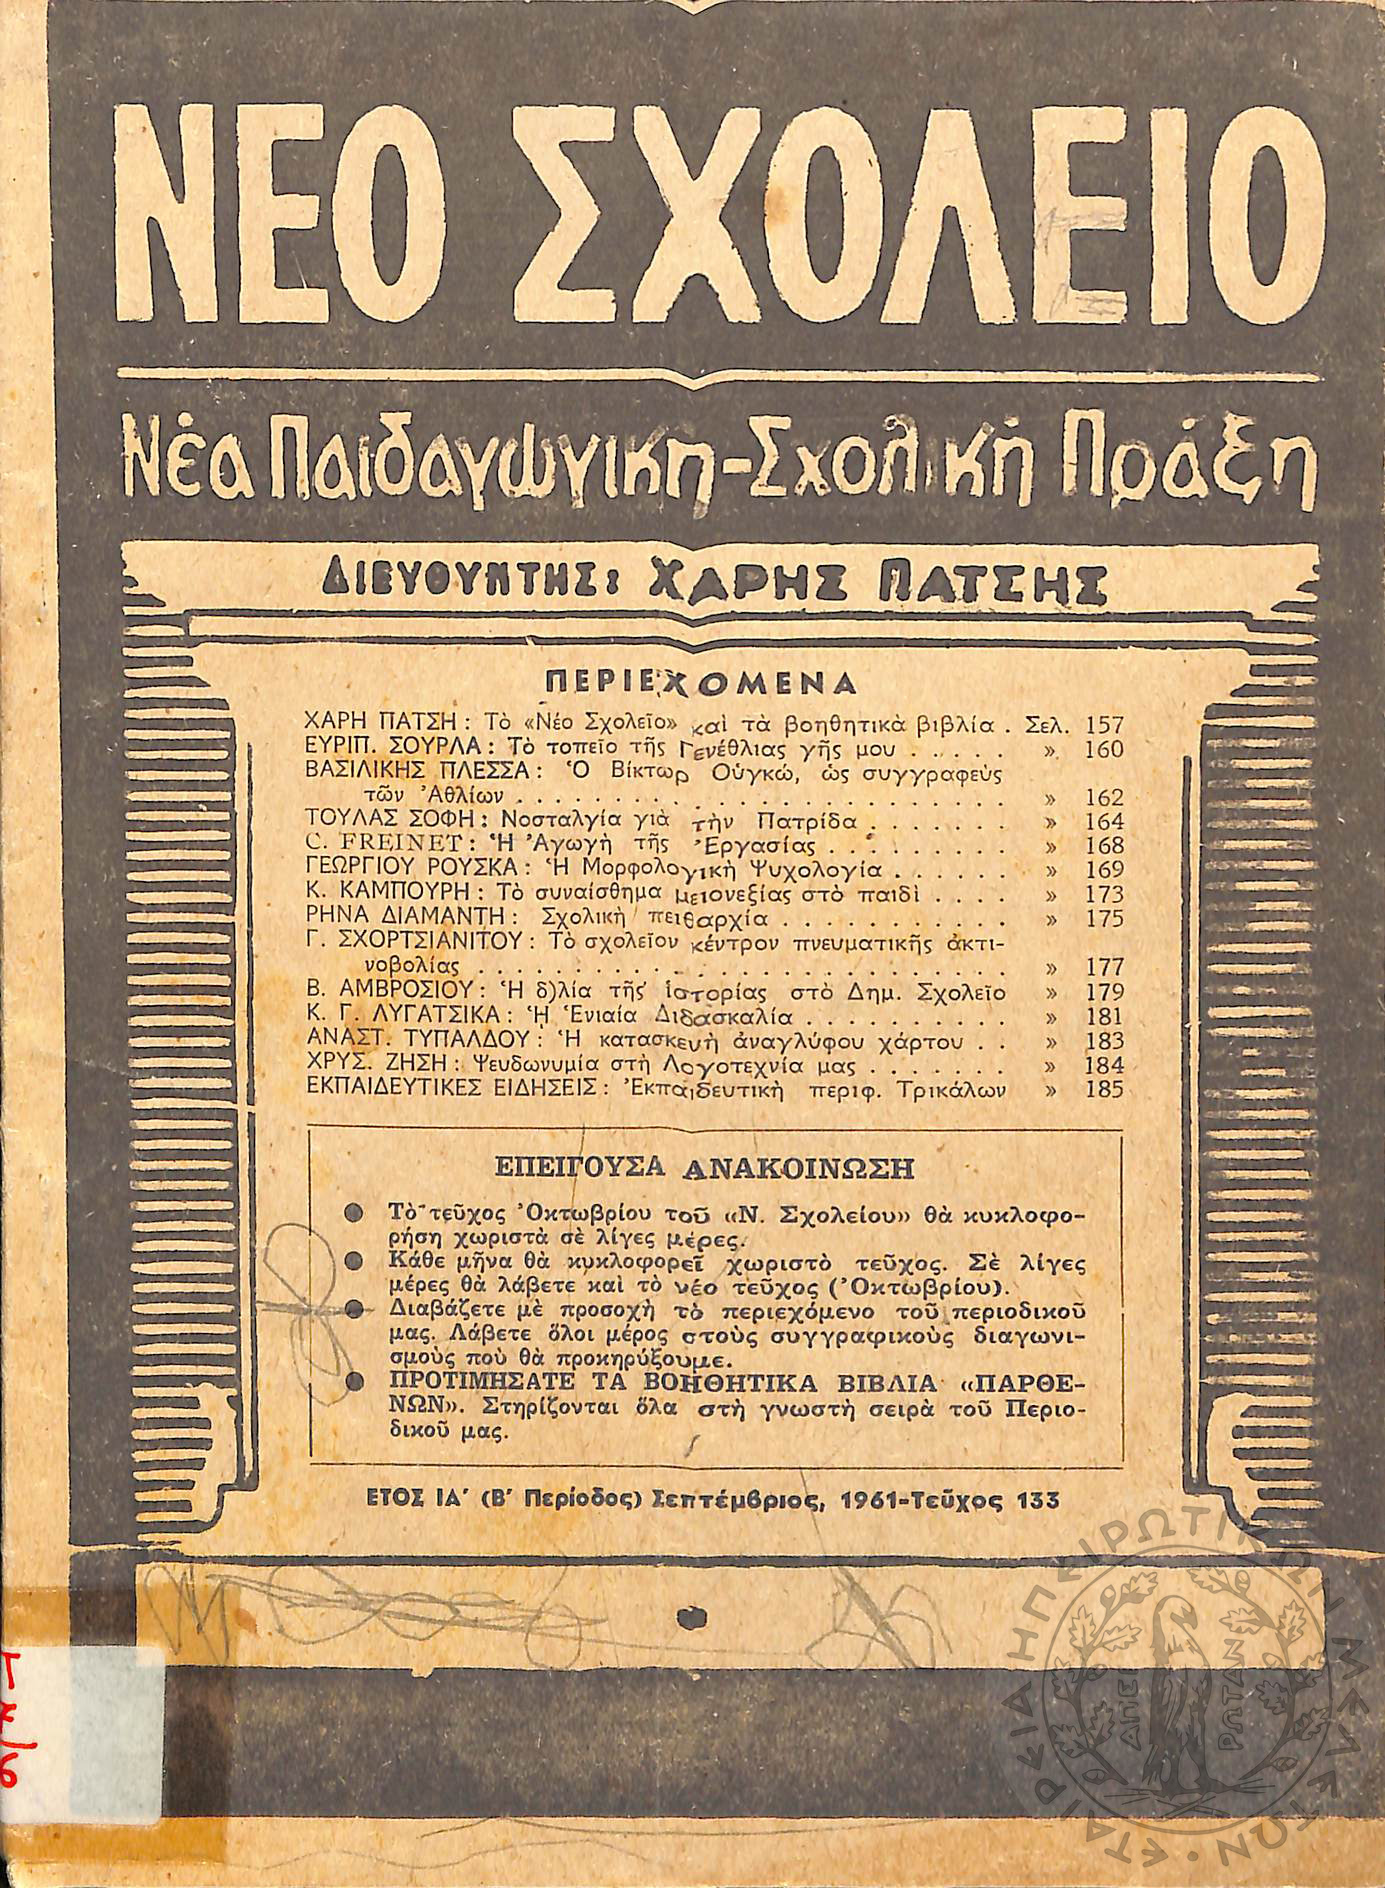 ΝΕΟ ΣΧΟΛΕΙΟ
Νέα Παιδαγωγικη-Σχολικη Πράξη
ΔΙΕΥΘΥΝΤΗΣ: ΧΑΡΗΣ ΠΑΤΣΗΣ
ΠΕΡΙΕΧΟΜΕΝΑ
ΧΑΡΗ ΠΑΤΣΗ: Τὸ «Νέο Σχολεῖο» καὶ τὰ βοηθητικὰ βιβλία . Σελ. 157
ΕΥΡΙΠ. ΣΟΥΡΛΑ: Τὸ τοπεῖο τῆς Γενέθλιας γῆς μου . . . . . » 160
ΒΑΣΙΛΙΚΗΣ ΠΛΕΣΣΑ: Ὁ Βίκτωρ Οὑγκώ, ὡς συγγραφεὺς
τῶν Ἀθλίων . . . . . . . . . . . . . . . . . . . . . . . . . » 162
ΤΟΥΛΑΣ ΣΟΦΗ: Νοσταλγία γιὰ τὴν Πατρίδα . . . . . . . » 164
C. FREINET: Ἡ Ἀγωγὴ τῆς Ἐργασίας . . . . . . . . . » 168
ΓΕΩΡΓΙΟΥ ΡΟΥΣΚΑ: Ἡ Μορφολογικὴ Ψυχολογία . . . . . . » 169
Κ. ΚΑΜΠΟΥΡΗ: Τὸ συναίσθημα μειονεξίας στὸ παιδὶ . . . . » 173
ΡΗΝΑ ΔΙΑΜΑΝΤΗ: Σχολικὴ πειθαρχία . . . . . . . . . . . . » 175
Γ. ΣΧΟΡΤΣΙΑΝΙΤΟΥ: Τὸ σχολεῖον κέντρον πνευματικῆς ἀκτι-
νοβολίας . . . . . . . . . . . . . . . . . . . . . . . . . . . » 177
Β. ΑΜΒΡΟΣΙΟΥ: Ἡ δ)λία τῆς ἱστορίας στὸ Δημ. Σχολεῖο » 179
Κ. Γ. ΛΥΓΑΤΣΙΚΑ: Ἡ Ἑνιαία Διδασκαλία . . . . . . . . . . » 181
ΑΝΑΣΤ. ΤΥΠΑΛΔΟΥ: Ἡ κατασκευὴ ἀναγλύφου χάρτου . . » 183
ΧΡΥΣ. ΖΗΣΗ: Ψευδωνυμία στὴ Λογοτεχνία μας . . . . . . . » 184
ΕΚΠΑΙΔΕΥΤΙΚΕΣ ΕΙΔΗΣΕΙΣ: Ἐκπαιδευτικὴ περιφ. Τρικάλων » 185
ΕΠΕΙΓΟΥΣΑ ΑΝΑΚΟΙΝΩΣΗ
● Τὸ τεῦχος Ὀκτωβρίου τοῦ «Ν. Σχολείου» θὰ κυκλοφο-
ρήση χωριστὰ σὲ λίγες μέρες.
● Κάθε μῆνα θὰ κυκλοφορεῖ χωριστὸ τεῦχος. Σὲ λίγες
μέρες θὰ λάβετε καὶ τὸ νέο τεῦχος (Ὀκτωβρίου).
● Διαβάζετε μὲ προσοχὴ τὸ περιεχόμενο τοῦ περιοδικοῦ
μας. Λάβετε ὅλοι μέρος στοὺς συγγραφικοὺς διαγωνι-
σμοὺς ποὺ θὰ προκηρύξουμε.
● ΠΡΟΤΙΜΗΣΑΤΕ ΤΑ ΒΟΗΘΗΤΙΚΑ ΒΙΒΛΙΑ «ΠΑΡΘΕ-
ΝΩΝ». Στηρίζονται ὅλα στὴ γνωστὴ σειρὰ τοῦ Περιο-
δικοῦ μας.
ΕΤΟΣ ΙΑ′ (Β′ Περίοδος) Σεπτέμβριος, 1961-Τεῦχος 133
ΕΤΑΙΡΕΙΑ ΗΠΕΙΡΩΤΙΚΩΝ ΜΕΛΕΤΩΝ
ΑΠΕΙ
ΡΩΤΑΝ